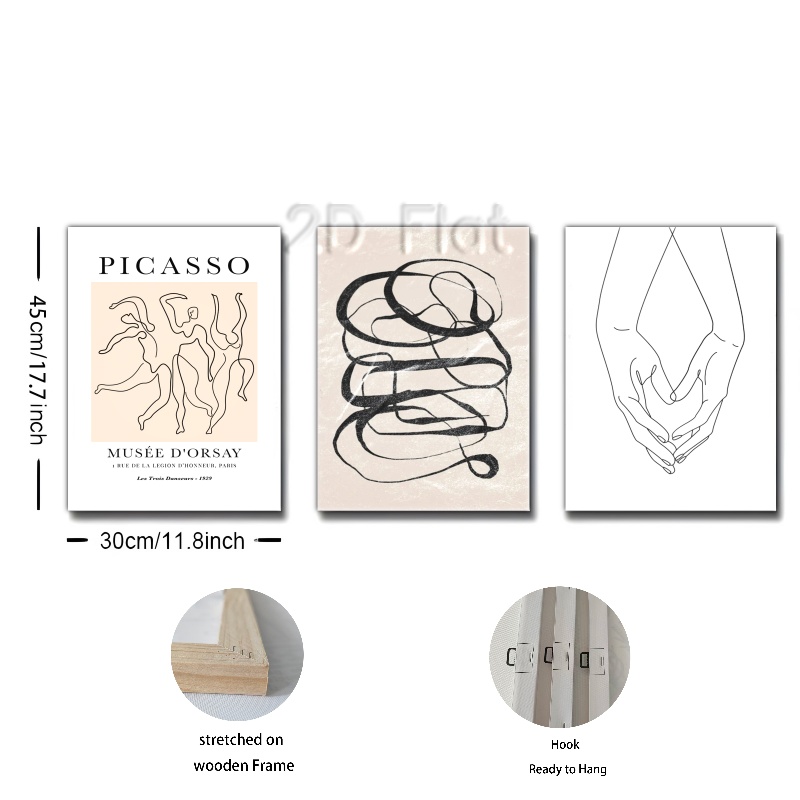 2D Flat
PICASSO
MUSÉE D'ORSAY
1 RUE DE LA LEGION D'HONNEUR, PARIS
Les Trois Danseurs - 1929
45cm/17.7inch
30cm/11.8inch
stretched on
wooden Frame
Hook
Ready to Hang